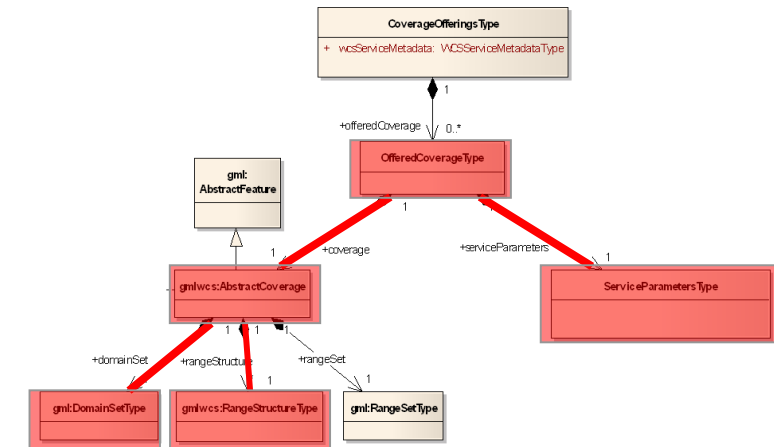 CoverageOfferingsType
+ wcsServiceMetadata: WCSServiceMetadataType
1
+offeredCoverage 0..*
OfferedCoverageType
gml:
AbstractFeature
1
1
+coverage
+serviceParameters
1
1
gmlwcs:AbstractCoverage
ServiceParametersType
1
1
1
+domainSet
+rangeStructure
+rangeSet
1
1
gml:DomainSetType
gmlwcs:RangeStructureType
gml:RangeSetType